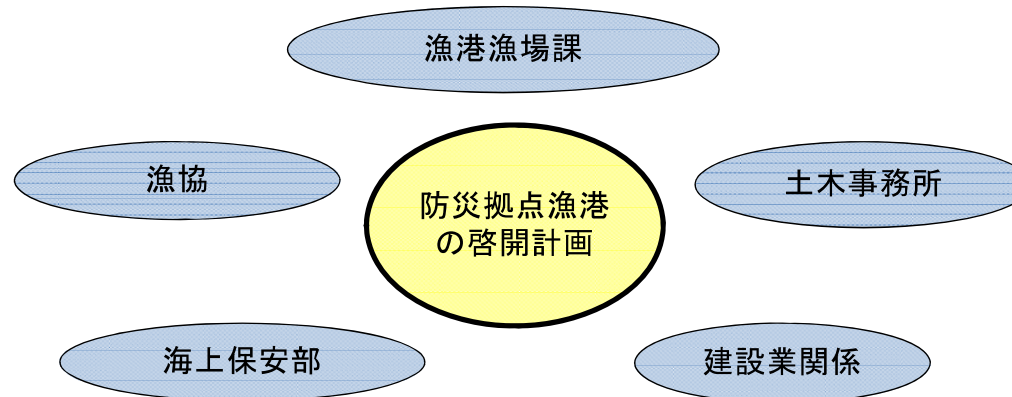 漁港漁場課
漁協
土木事務所
防災拠点漁港
の啓開計画
海上保安部
建設業関係